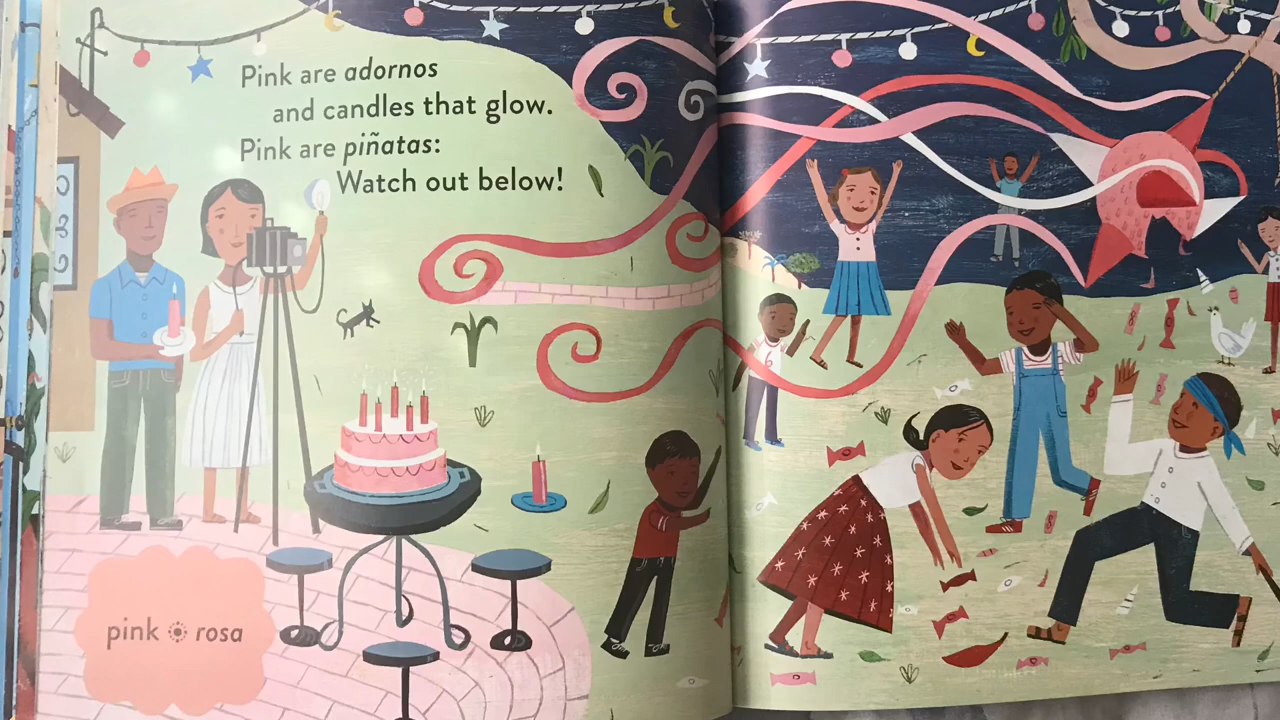 Pink are adornos
and candles that glow.
Pink are piñatas:
Watch out below!
pink rosa